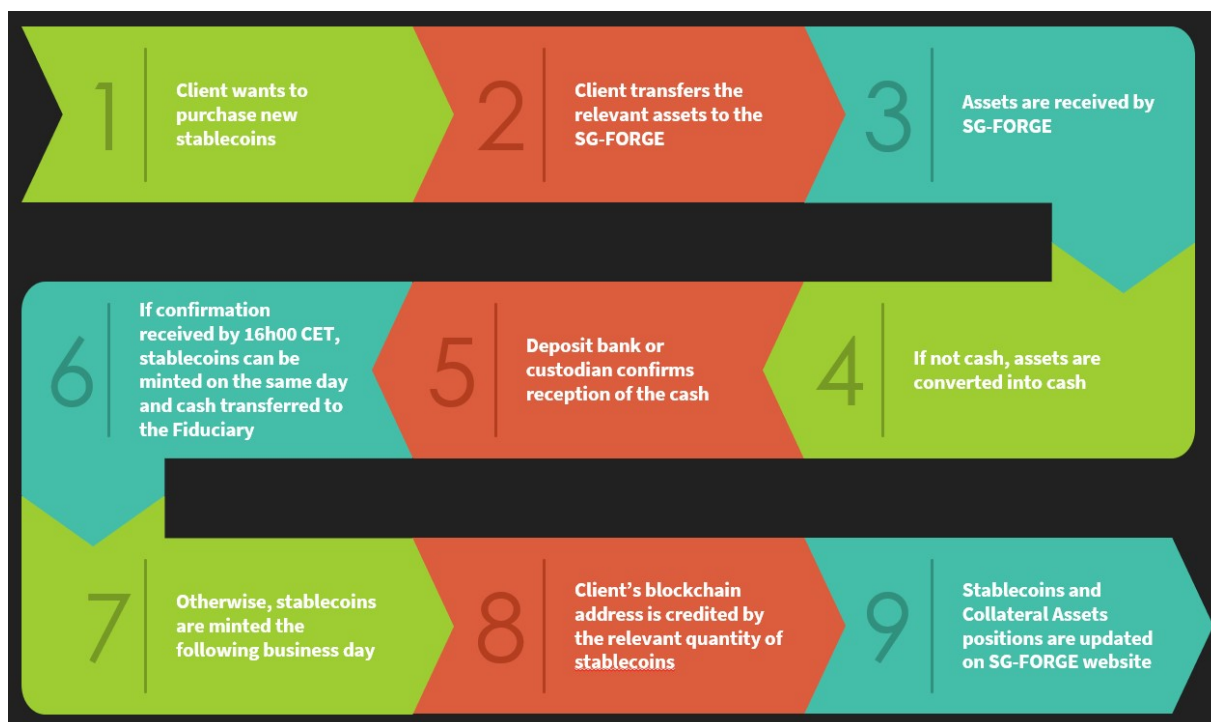 1
Client wants to
purchase new
stablecoins
2
Client transfers the
relevant assets to the
SG-FORGE
3
Assets are received by
SG-FORGE
4
If not cash, assets are
converted into cash
5
Deposit bank or
custodian confirms
reception of the cash
6
If confirmation
received by 16h00 CET,
stablecoins can be
minted on the same day
and cash transferred to
the Fiduciary
7
Otherwise, stablecoins
are minted the
following business day
8
Client’s blockchain
address is credited by
the relevant quantity of
stablecoins
9
Stablecoins and
Collateral Assets
positions are updated
on SG-FORGE website